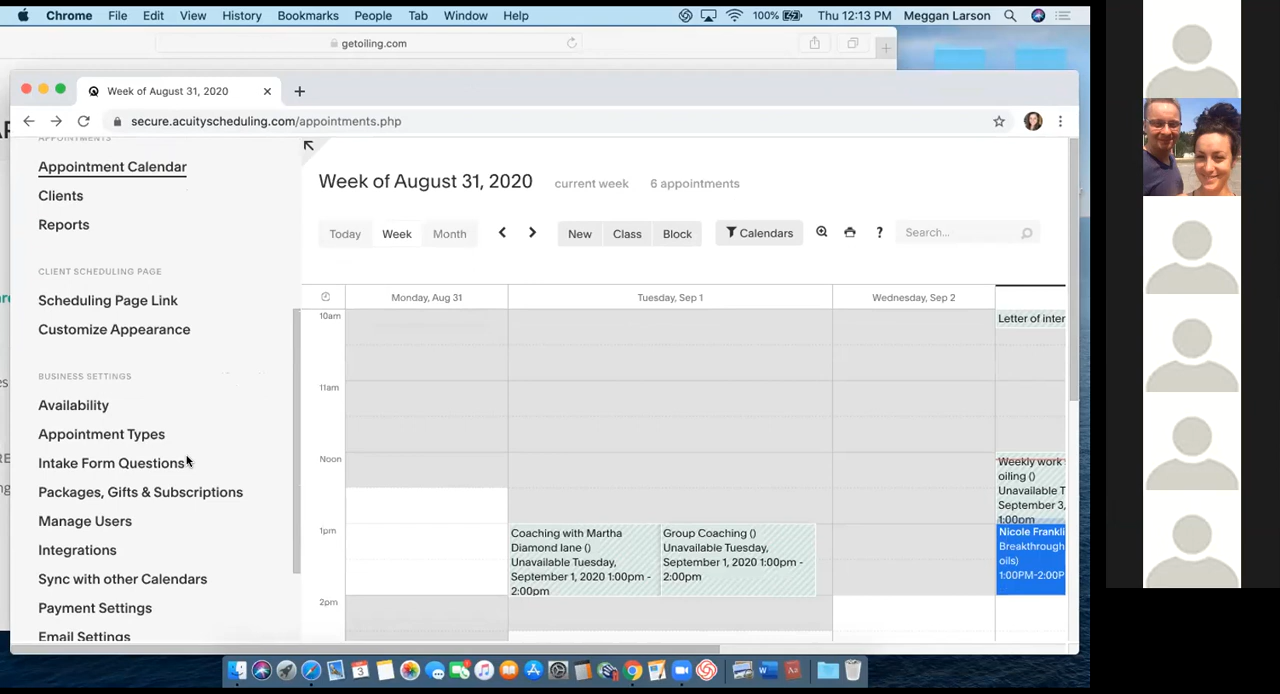 Chrome File Edit View History Bookmarks People Tab Window Help 100% Thu 12:13 PM Meggan Larson
getoiling.com
Week of August 31, 2020
secure.acuityscheduling.com/appointments.php
APPOINTMENTS
Appointment Calendar
Clients
Reports
CLIENT SCHEDULING PAGE
Scheduling Page Link
Customize Appearance
BUSINESS SETTINGS
Availability
Appointment Types
Intake Form Questions
Packages, Gifts & Subscriptions
Manage Users
Integrations
Sync with other Calendars
Payment Settings
Email Settings
Week of August 31, 2020 current week 6 appointments
Today Week Month New Class Block Calendars ? Search...
Monday, Aug 31 Tuesday, Sep 1 Wednesday, Sep 2
10am
11am
Noon
1pm
2pm
Coaching with Martha
Diamond lane ()
Unavailable Tuesday,
September 1, 2020 1:00pm -
2:00pm
Group Coaching ()
Unavailable Tuesday,
September 1, 2020 1:00pm -
2:00pm
Letter of inter
Weekly work
oiling ()
Unavailable T
September 3,
1:00pm
Nicole Frankli
Breakthrough
oils)
1:00PM-2:00P